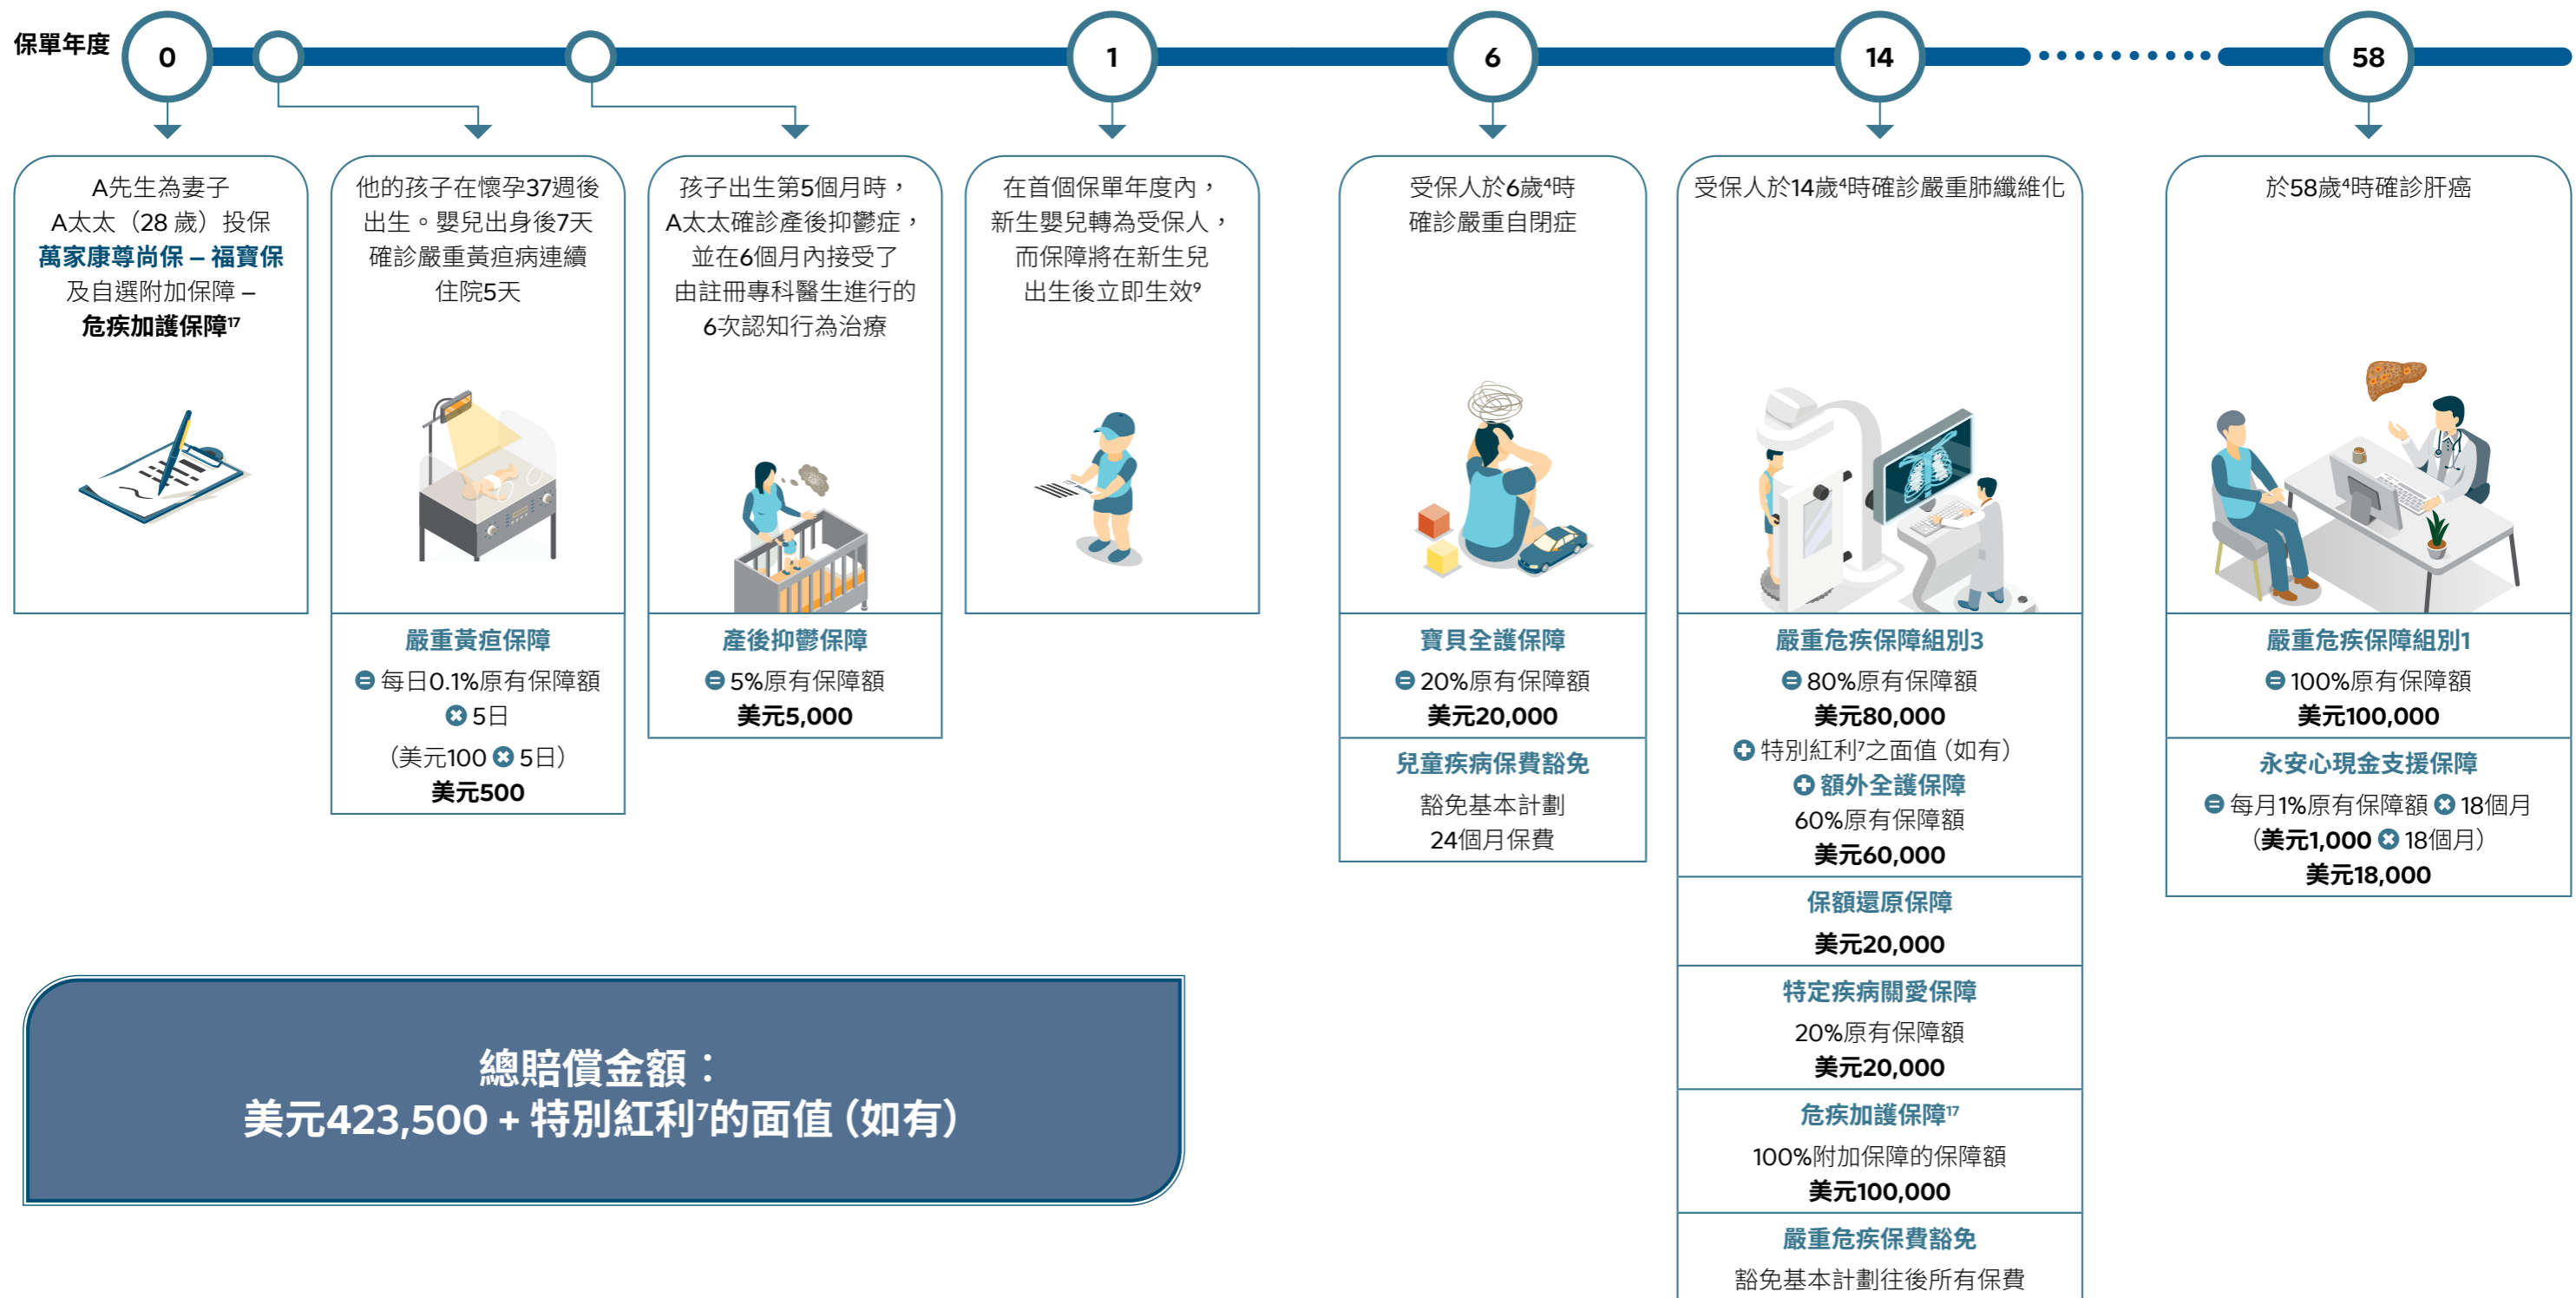 保單年度
0
1
6
14
58
A先生為妻子
A太太（28 歲）投保
萬家康尊尚保 – 福寶保
及自選附加保障 –
危疾加護保障17
他的孩子在懷孕37週後
出生。嬰兒出身後7天
確診嚴重黃疸病連續
住院5天
嚴重黃疸保障
= 每日0.1%原有保障額
× 5日
（美元100 × 5日）
美元500
孩子出生第5個月時，
A太太確診產後抑鬱症，
並在6個月內接受了
由註冊專科醫生進行的
6次認知行為治療
產後抑鬱保障
= 5%原有保障額
美元5,000
在首個保單年度內，
新生嬰兒轉為受保人，
而保障將在新生兒
出生後立即生效9
受保人於6歲4時
確診嚴重自閉症
寶貝全護保障
= 20%原有保障額
美元20,000
兒童疾病保費豁免
豁免基本計劃
24個月保費
受保人於14歲4時確診嚴重肺纖維化
嚴重危疾保障組別3
= 80%原有保障額
美元80,000
+ 特別紅利7之面值（如有）
+ 額外全護保障
60%原有保障額
美元60,000
保額還原保障
美元20,000
特定疾病關愛保障
20%原有保障額
美元20,000
危疾加護保障17
100%附加保障的保障額
美元100,000
嚴重危疾保費豁免
豁免基本計劃往後所有保費
於58歲4時確診肝癌
嚴重危疾保障組別1
= 100%原有保障額
美元100,000
永安心現金支援保障
= 每月1%原有保障額 × 18個月
（美元1,000 × 18個月）
美元18,000
總賠償金額：
美元423,500 + 特別紅利7的面值（如有）